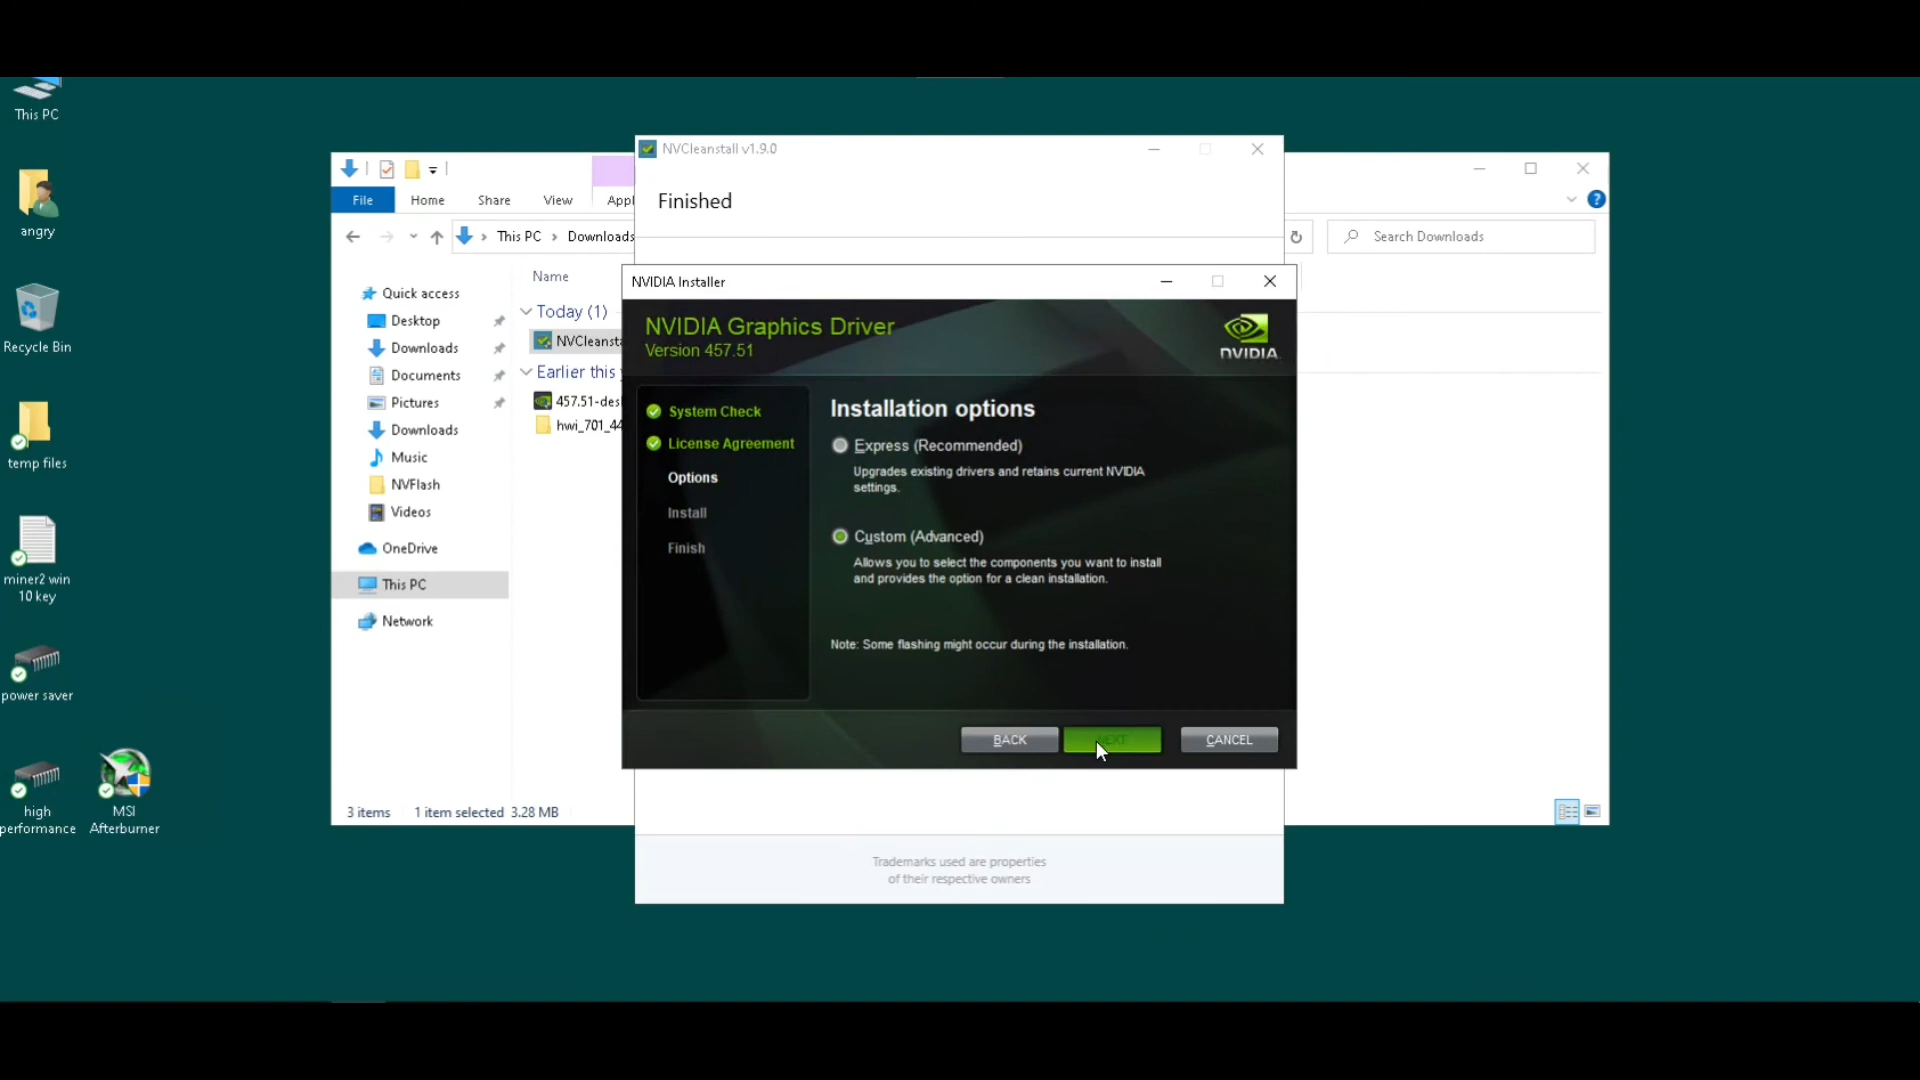 This PC
angry
Recycle Bin
temp files
miner2 win
10 key
power saver
high
performance
MSI
Afterburner
File
Home
Share
View
This PC
Downloads
Search Downloads
Name
Quick access
Desktop
Downloads
Documents
Pictures
Downloads
Music
NVFlash
Videos
OneDrive
This PC
Network
Today (1)
Earlier this
457.51-des
hwi_701_44
3 items
1 item selected 3.28 MB
NVCleanstall v1.9.0
Finished
NVIDIA Installer
NVIDIA Graphics Driver
Version 457.51
NVIDIA
System Check
License Agreement
Options
Install
Finish
Installation options
Express (Recommended)
Upgrades existing drivers and retains current NVIDIA
settings.
Custom (Advanced)
Allows you to select the components you want to install
and provides the option for a clean installation.
Note: Some flashing might occur during the installation.
BACK
NEXT
CANCEL
Trademarks used are properties
of their respective owners